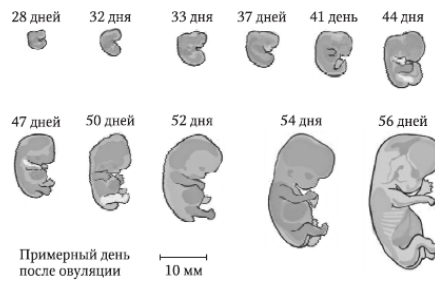 28 дней 32 дня 33 дня 37 дней 41 день 44 дня
47 дней 50 дней 52 дня 54 дня 56 дней
Примерный день
после овуляции
10 мм